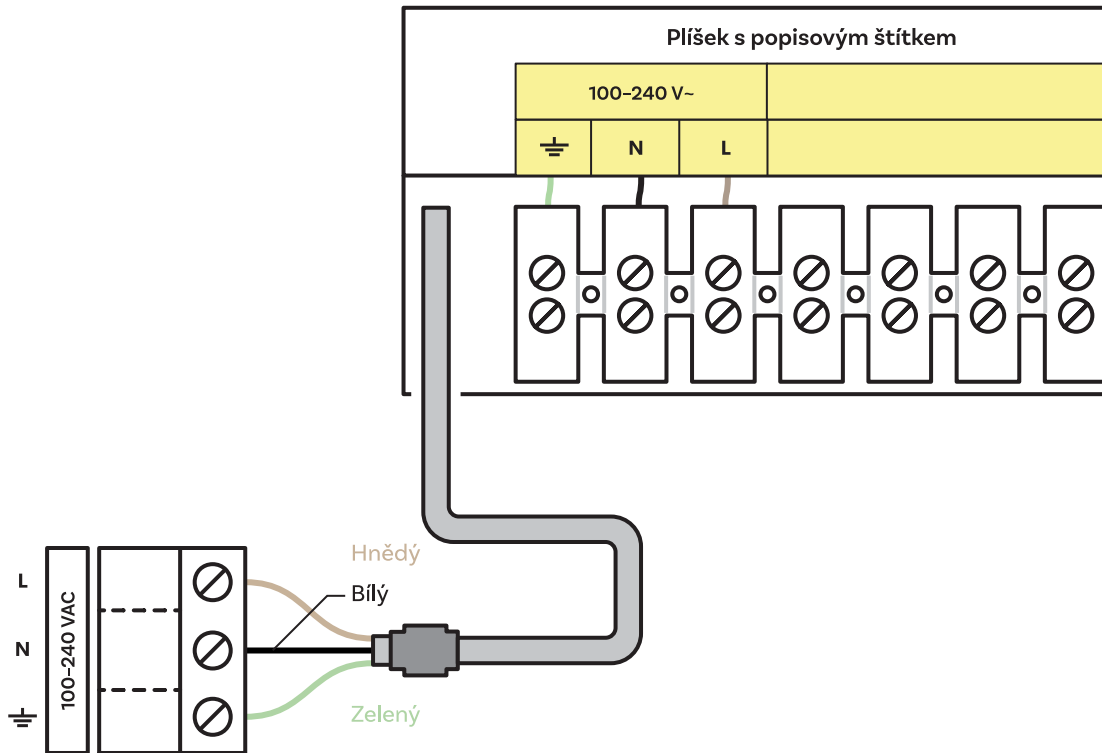 Plíšek s popisovým štítkem
100–240 V~
N L
Hnědý
L
Bílý
N
100–240 VAC
Zelený